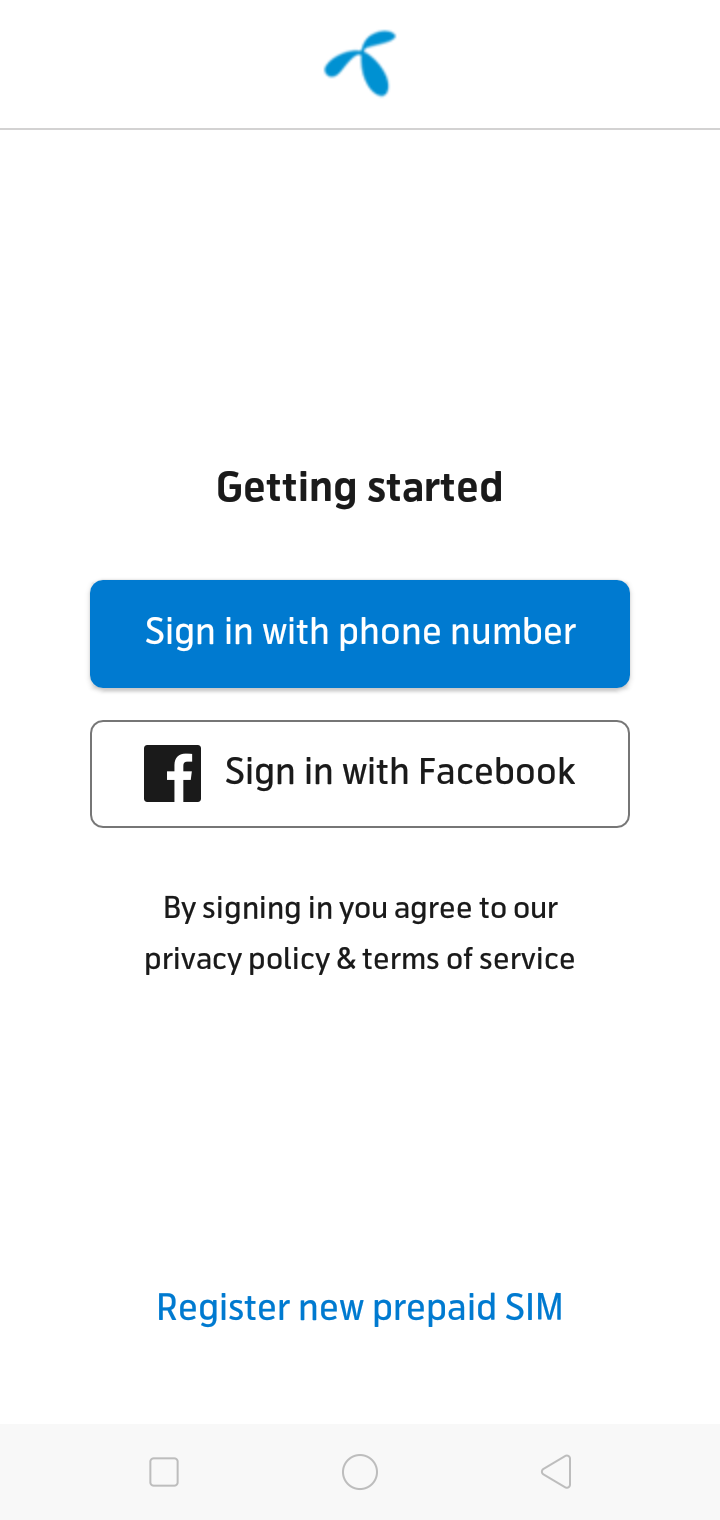 Getting started
Sign in with phone number
Sign in with Facebook
By signing in you agree to our
privacy policy & terms of service
Register new prepaid SIM